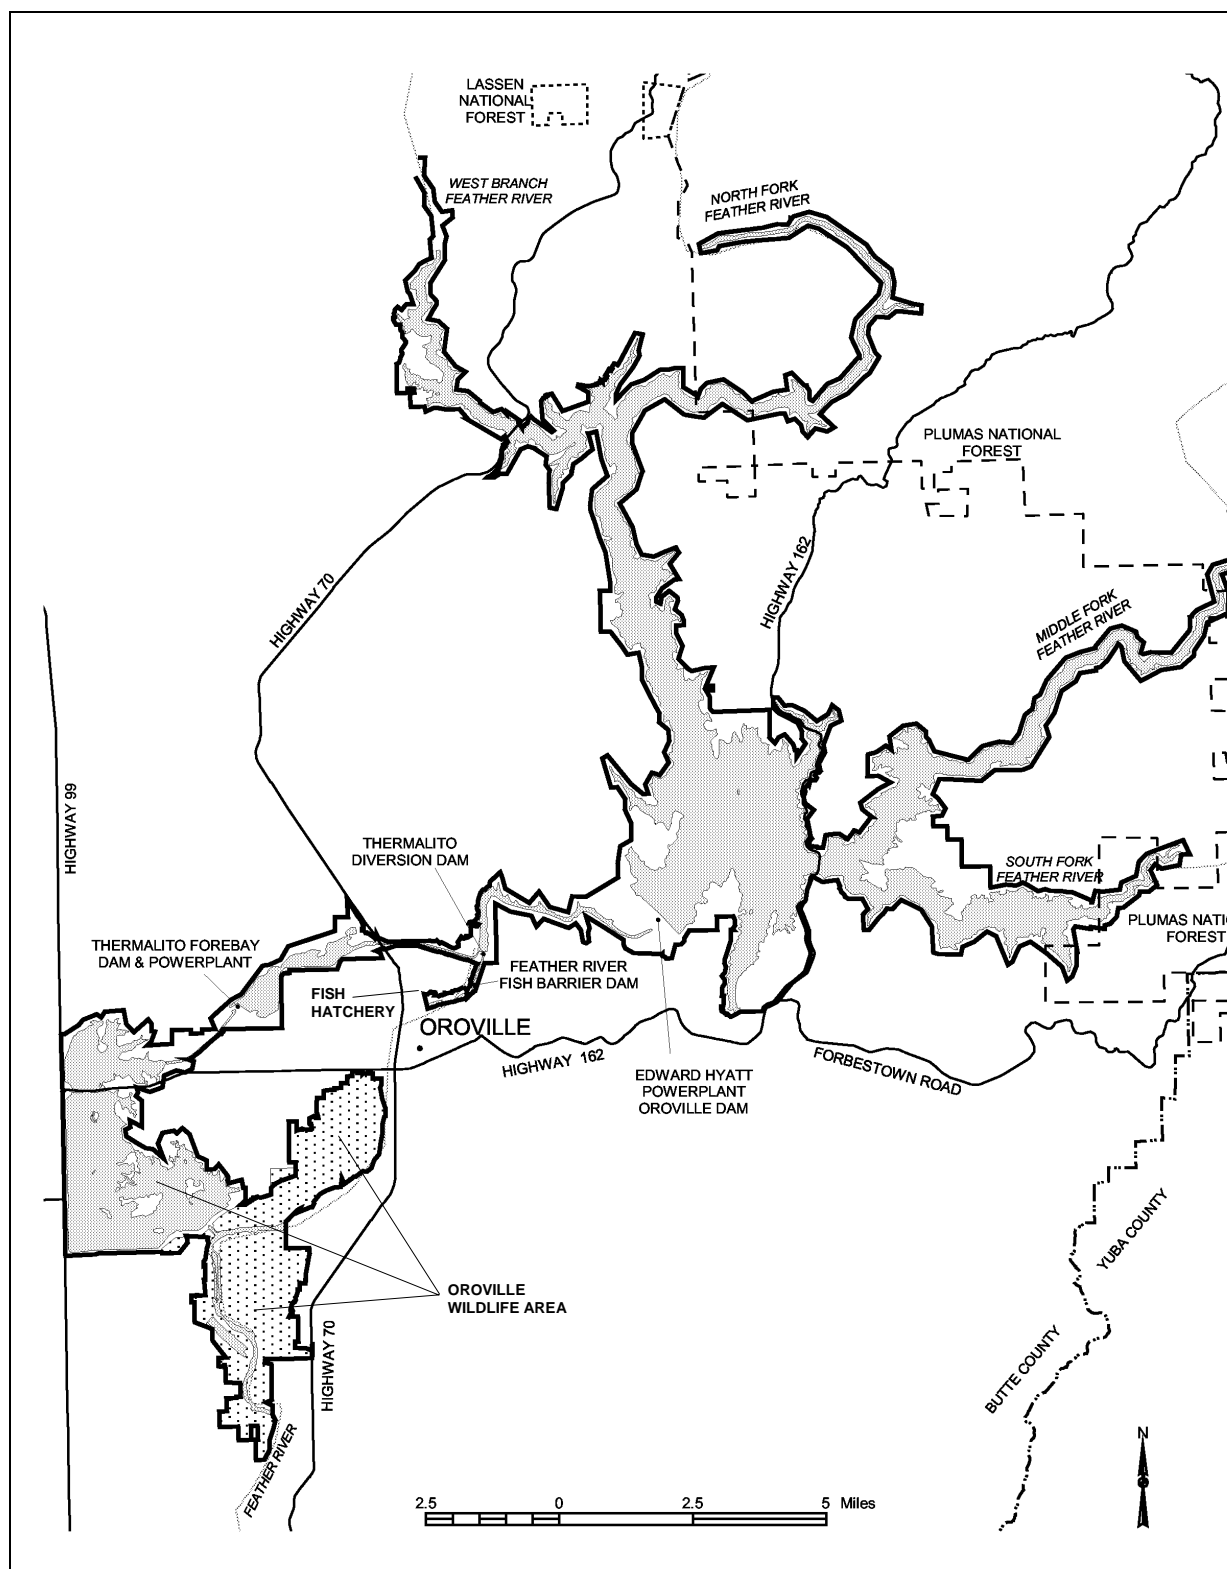 LASSEN
NATIONAL
FOREST
WEST BRANCH
FEATHER RIVER
NORTH FORK
FEATHER RIVER
PLUMAS NATIONAL
FOREST
HIGHWAY 70
HIGHWAY 162
MIDDLE FORK
FEATHER RIVER
HIGHWAY 99
THERMALITO
DIVERSION DAM
SOUTH FORK
FEATHER RIVER
PLUMAS NATI
FOREST
THERMALITO FOREBAY
DAM & POWERPLANT
FEATHER RIVER
FISH BARRIER DAM
FISH
HATCHERY
OROVILLE
HIGHWAY 162
FORBESTOWN ROAD
EDWARD HYATT
POWERPLANT
OROVILLE DAM
YUBA COUNTY
OROVILLE
WILDLIFE AREA
HIGHWAY 70
BUTTE COUNTY
FEATHER RIVER
N
2.5 0 2.5 5 Miles